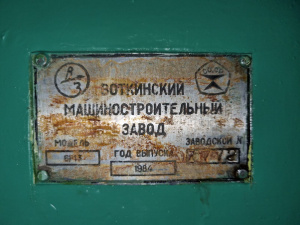 ВОТКИНСКИЙ
МАШИНОСТРОИТЕЛЬНЫЙ
ЗАВОД
МОДЕЛЬ ГОД ВЫПУСКА ЗАВОДСКОЙ N
1984